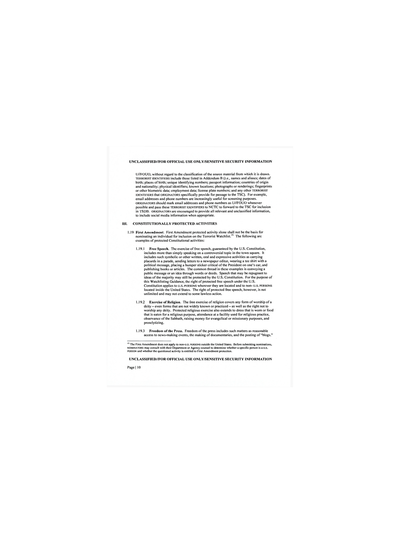 UNCLASSIFIED//FOR OFFICIAL USE ONLY/SENSITIVE SECURITY INFORMATION
U//FOUO, without regard to the classification of the source material from which it is drawn.
TERRORIST IDENTIFIERS include those listed in Addendum B (i.e., names and aliases; dates of
birth; places of birth; unique identifying numbers; passport information; countries of origin
and nationality; physical identifiers; known locations; photographs or renderings; fingerprints
or other biometric data; employment data; license plate numbers; and any other TERRORIST
IDENTIFIERS that ORIGINATORS specifically provide for passage to the TSC). For example,
email addresses and phone numbers are increasingly useful for screening purposes.
ORIGINATORS should mark email addresses and phone numbers as U//FOUO whenever
possible and pass these TERRORIST IDENTIFIERS to NCTC to forward to the TSC for inclusion
in TSDB. ORIGINATORS are encouraged to provide all relevant and unclassified information,
to include social media information when appropriate.
III. CONSTITUTIONALLY PROTECTED ACTIVITIES
1.19 First Amendment. First Amendment protected activity alone shall not be the basis for
nominating an individual for inclusion on the Terrorist Watchlist. The following are
examples of protected Constitutional activities:
1.19.1 Free Speech. The exercise of free speech, guaranteed by the U.S. Constitution,
includes more than simply speaking on a controversial topic in the town square. It
includes such symbolic or other written, oral and expressive activities as carrying
placards in a parade, sending letters to a newspaper editor, wearing a tee shirt with a
political message, placing a bumper sticker critical of the President on one's car, and
publishing books or articles. The common thread in these examples is conveying a
public message or an idea through words or deeds. Speech that may be repugnant to
ideas of the majority may still be protected by the U.S. Constitution. For the purpose of
this Watchlisting Guidance, the right of protected free speech under the U.S.
Constitution applies to U.S. PERSONS wherever they are located and to non-U.S. PERSONS
located inside the United States. The right of protected free speech, however, is not
unlimited and may not extend to some lawless action.
1.19.2 Exercise of Religion. The free exercise of religion covers any form of worship of a
deity – even forms that are not widely known or practiced – as well as the right not to
worship any deity. Protected religious exercise also extends to dress that is worn or food
that is eaten for a religious purpose, attendance at a facility used for religious practice,
observance of the Sabbath, raising money for evangelical or missionary purposes, and
proselytizing.
1.19.3 Freedom of the Press. Freedom of the press includes such matters as reasonable
access to news-making events, the making of documentaries, and the posting of "blogs."
The First Amendment does not apply to non-U.S. PERSONS outside the United States. Before submitting nominations,
NOMINATORS may consult with their Department or Agency counsel to determine whether a specific person is a U.S.
PERSON and whether the questioned activity is entitled to First Amendment protection.
UNCLASSIFIED//FOR OFFICIAL USE ONLY/SENSITIVE SECURITY INFORMATION
Page | 19